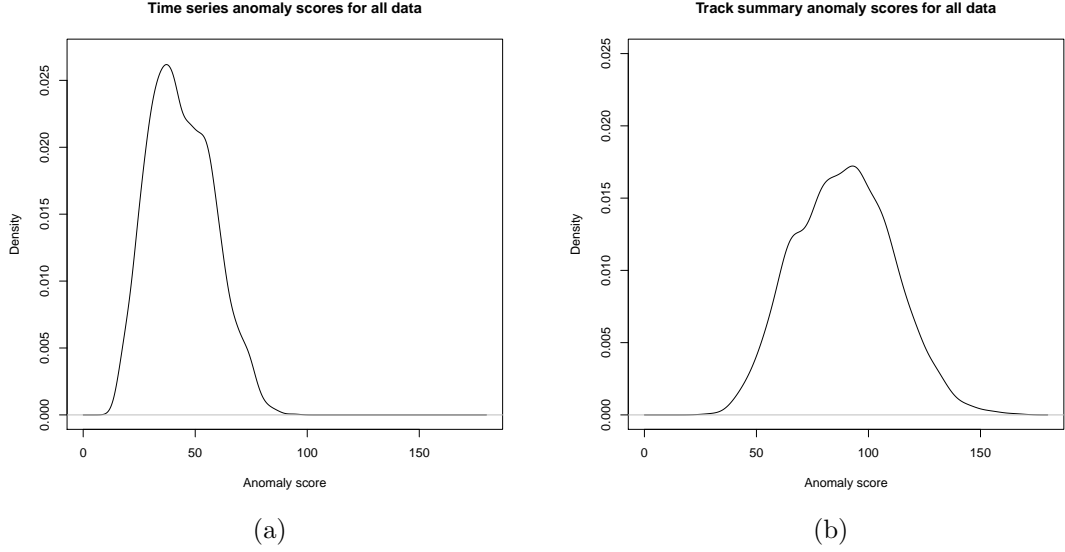 Time series anomaly scores for all data
Density
0.000
0.005
0.010
0.015
0.020
0.025
0
50
100
150
Anomaly score
(a)
Track summary anomaly scores for all data
Density
0.000
0.005
0.010
0.015
0.020
0.025
0
50
100
150
Anomaly score
(b)